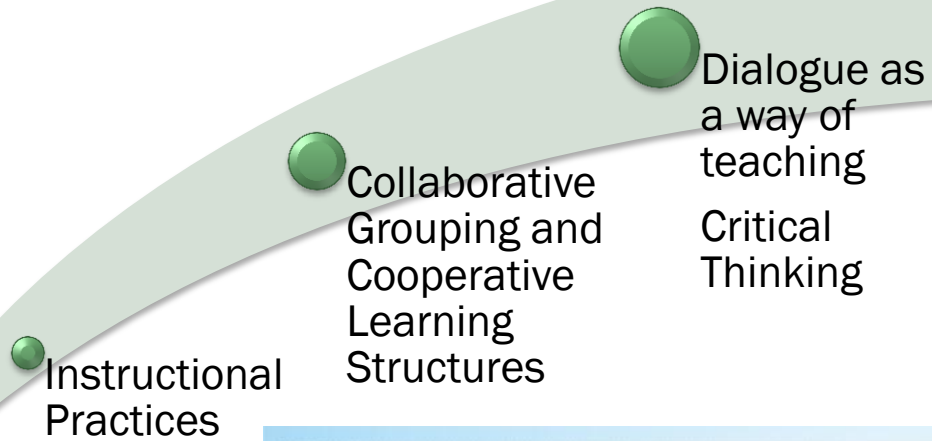 Instructional
Practices
Collaborative
Grouping and
Cooperative
Learning
Structures
Dialogue as
a way of
teaching
Critical
Thinking